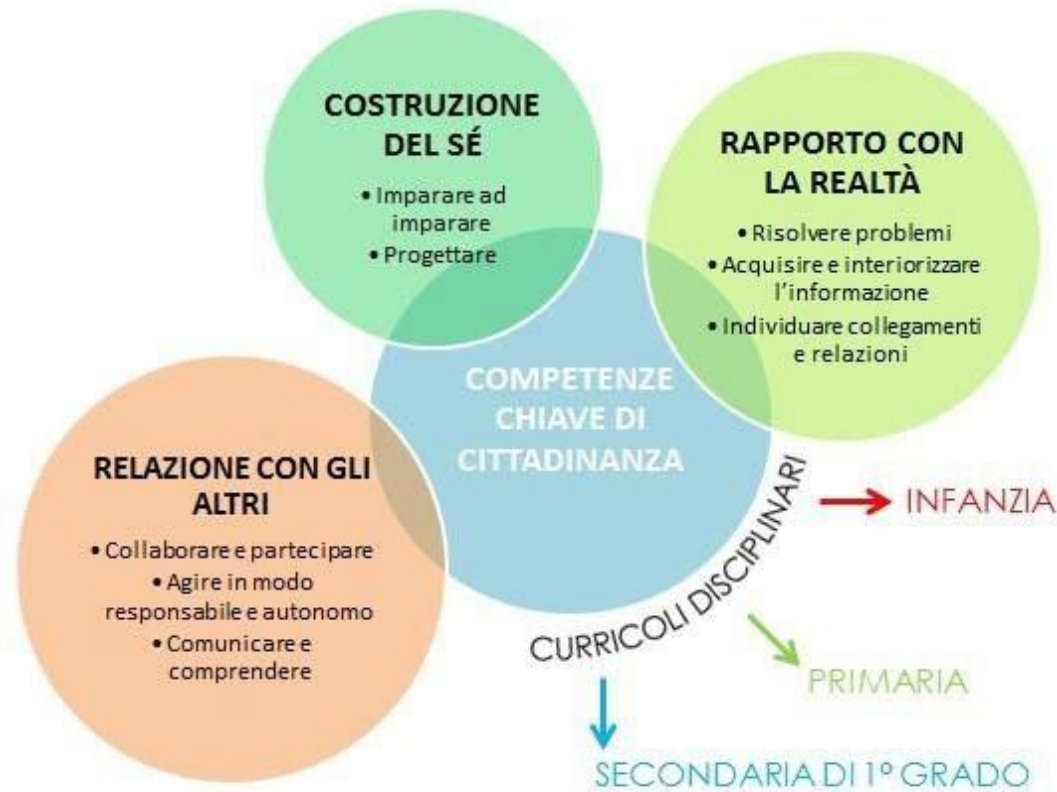 COSTRUZIONE
DEL SÉ
• Imparare ad
imparare
• Progettare
RAPPORTO CON
LA REALTÀ
• Risolvere problemi
• Acquisire e interiorizzare
l'informazione
• Individuare collegamenti
e relazioni
COMPETENZE
CHIAVE DI
CITTADINANZA
RELAZIONE CON GLI
ALTRI
• Collaborare e partecipare
• Agire in modo
responsabile e autonomo
• Comunicare e
comprendere
CURRICOLI DISCIPLINARI
INFANZIA
PRIMARIA
SECONDARIA DI 1° GRADO